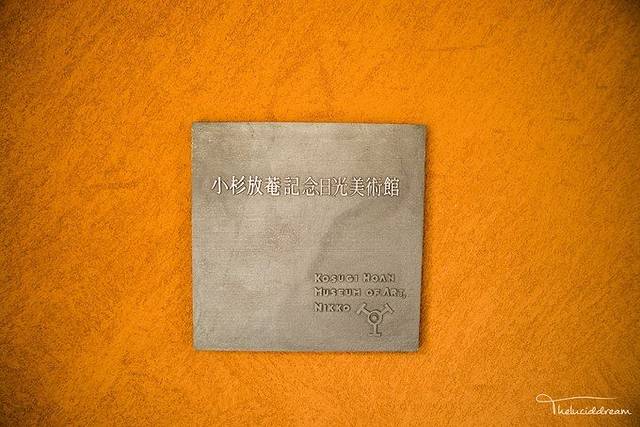 小杉放菴記念日光美術館
KOSUGI HOAN
MUSEUM OF ART,
NIKKO
Theluciddream